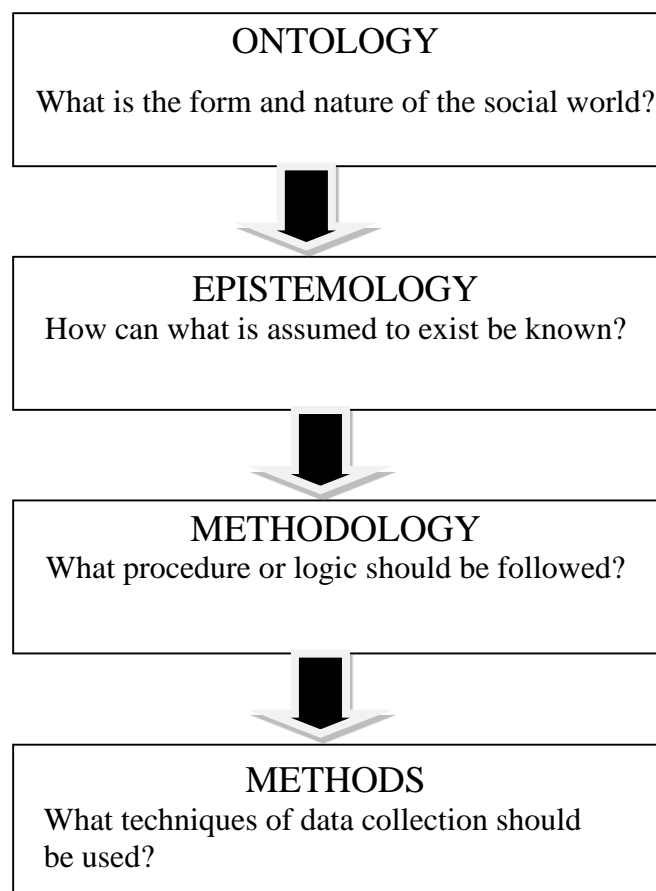 ONTOLOGY
What is the form and nature of the social world?
EPISTEMOLOGY
How can what is assumed to exist be known?
METHODOLOGY
What procedure or logic should be followed?
METHODS
What techniques of data collection should
be used?